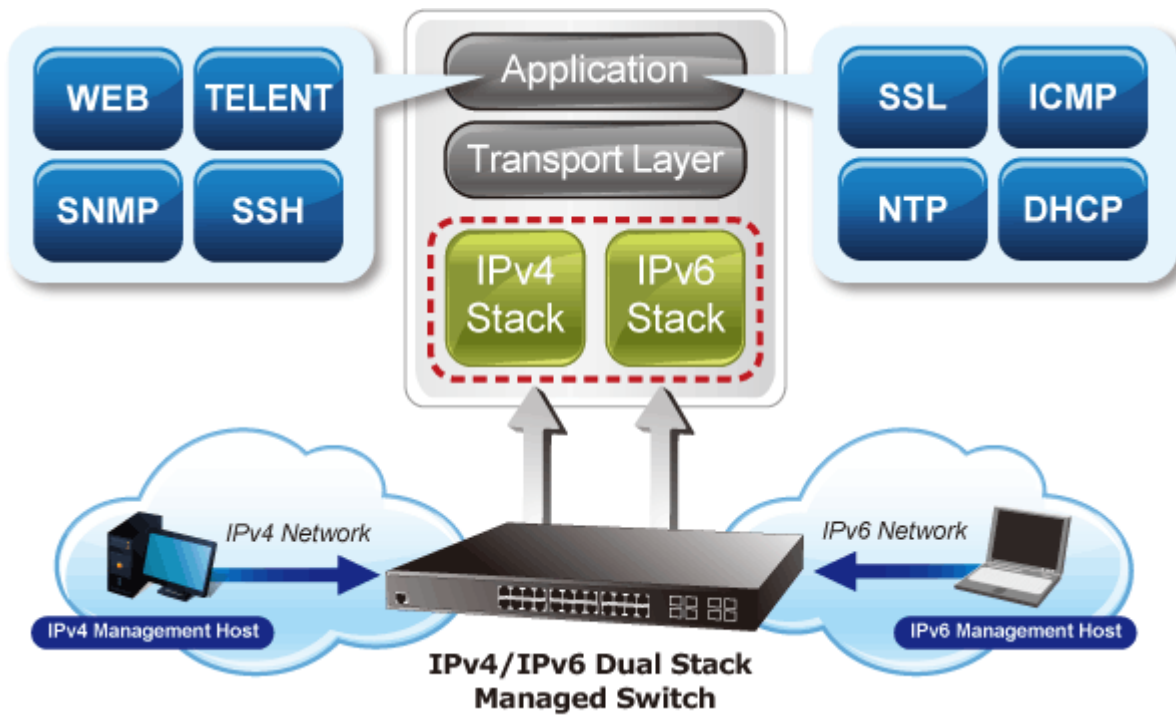 WEB
TELENT
SNMP
SSH
Application
Transport Layer
IPv4
Stack
IPv6
Stack
SSL
ICMP
NTP
DHCP
IPv4 Network
IPv4 Management Host
IPv6 Network
IPv6 Management Host
IPv4/IPv6 Dual Stack
Managed Switch